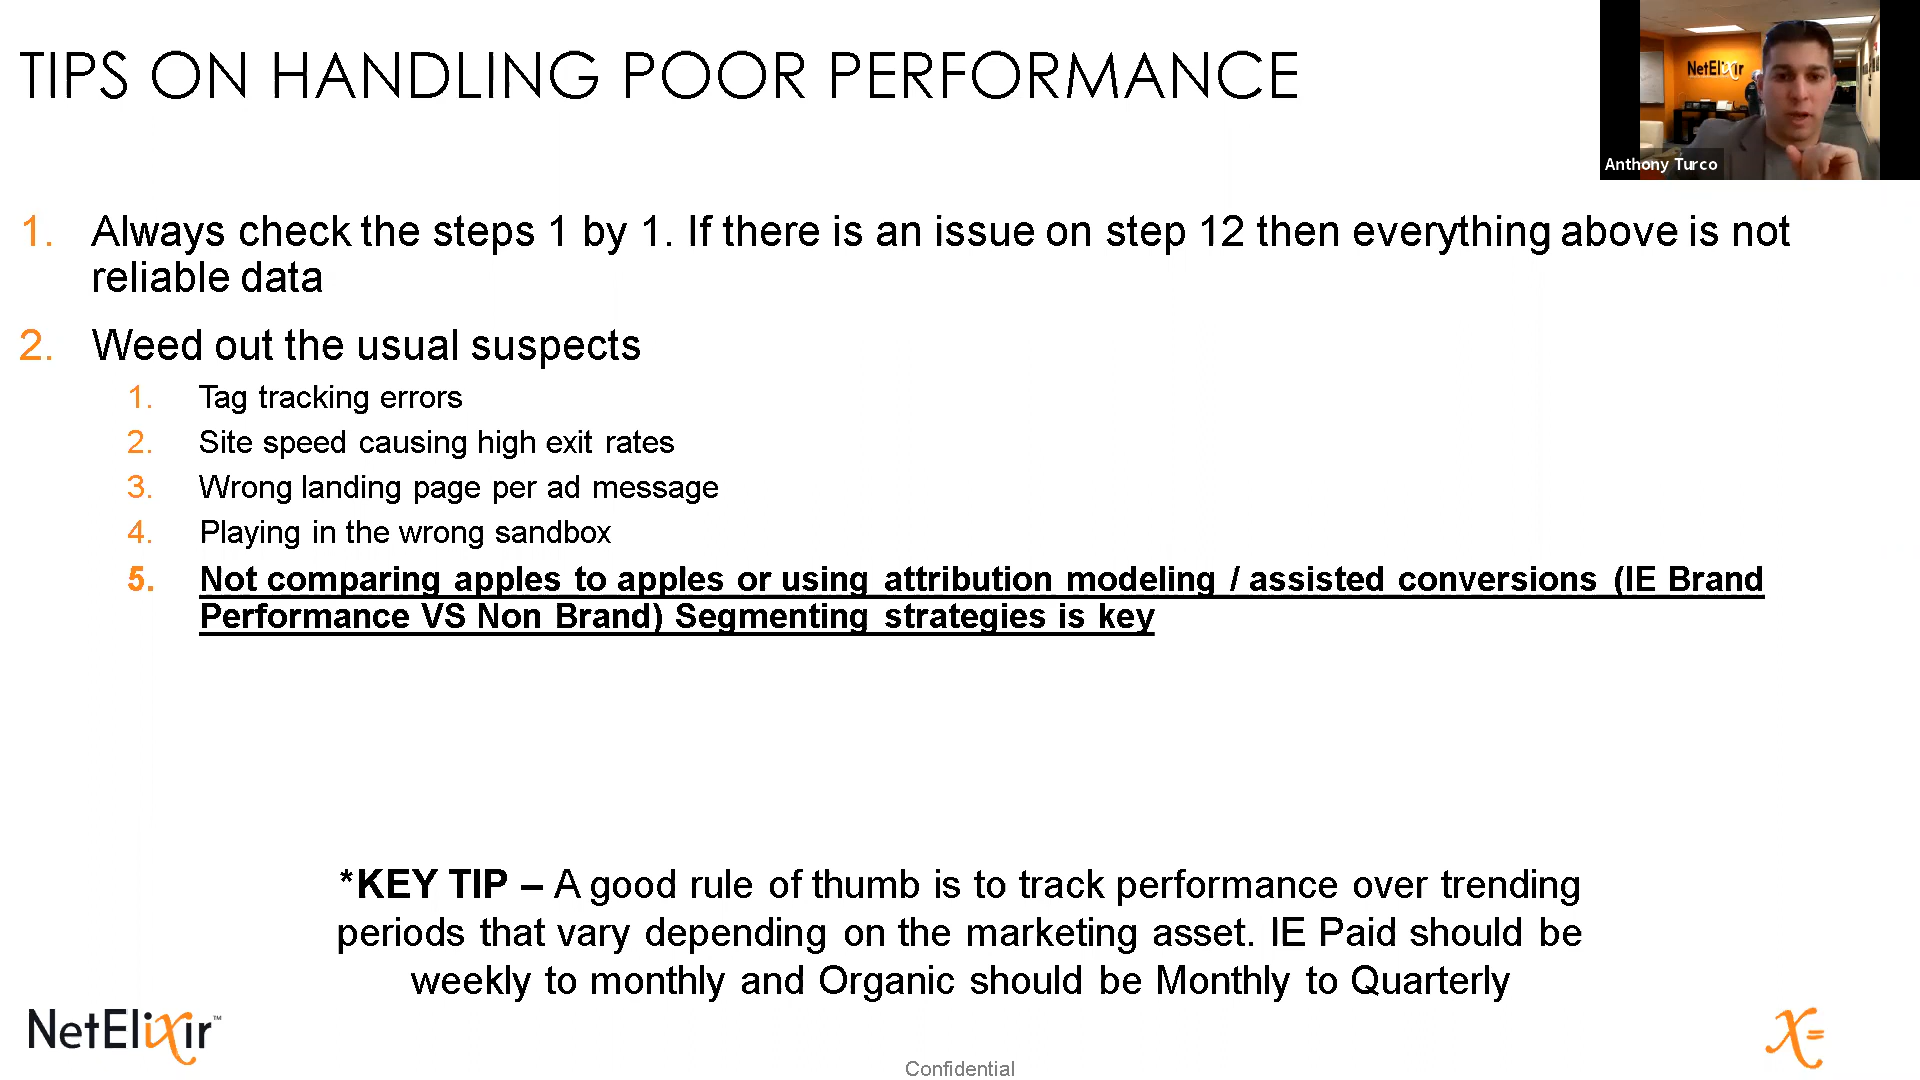 TIPS ON HANDLING POOR PERFORMANCE
NetElixir
Anthony Turco
1. Always check the steps 1 by 1. If there is an issue on step 12 then everything above is not
reliable data
2. Weed out the usual suspects
1. Tag tracking errors
2. Site speed causing high exit rates
3. Wrong landing page per ad message
4. Playing in the wrong sandbox
5. Not comparing apples to apples or using attribution modeling / assisted conversions (IE Brand
Performance VS Non Brand) Segmenting strategies is key
*KEY TIP – A good rule of thumb is to track performance over trending
periods that vary depending on the marketing asset. IE Paid should be
weekly to monthly and Organic should be Monthly to Quarterly
NetElixir™
X=
Confidential